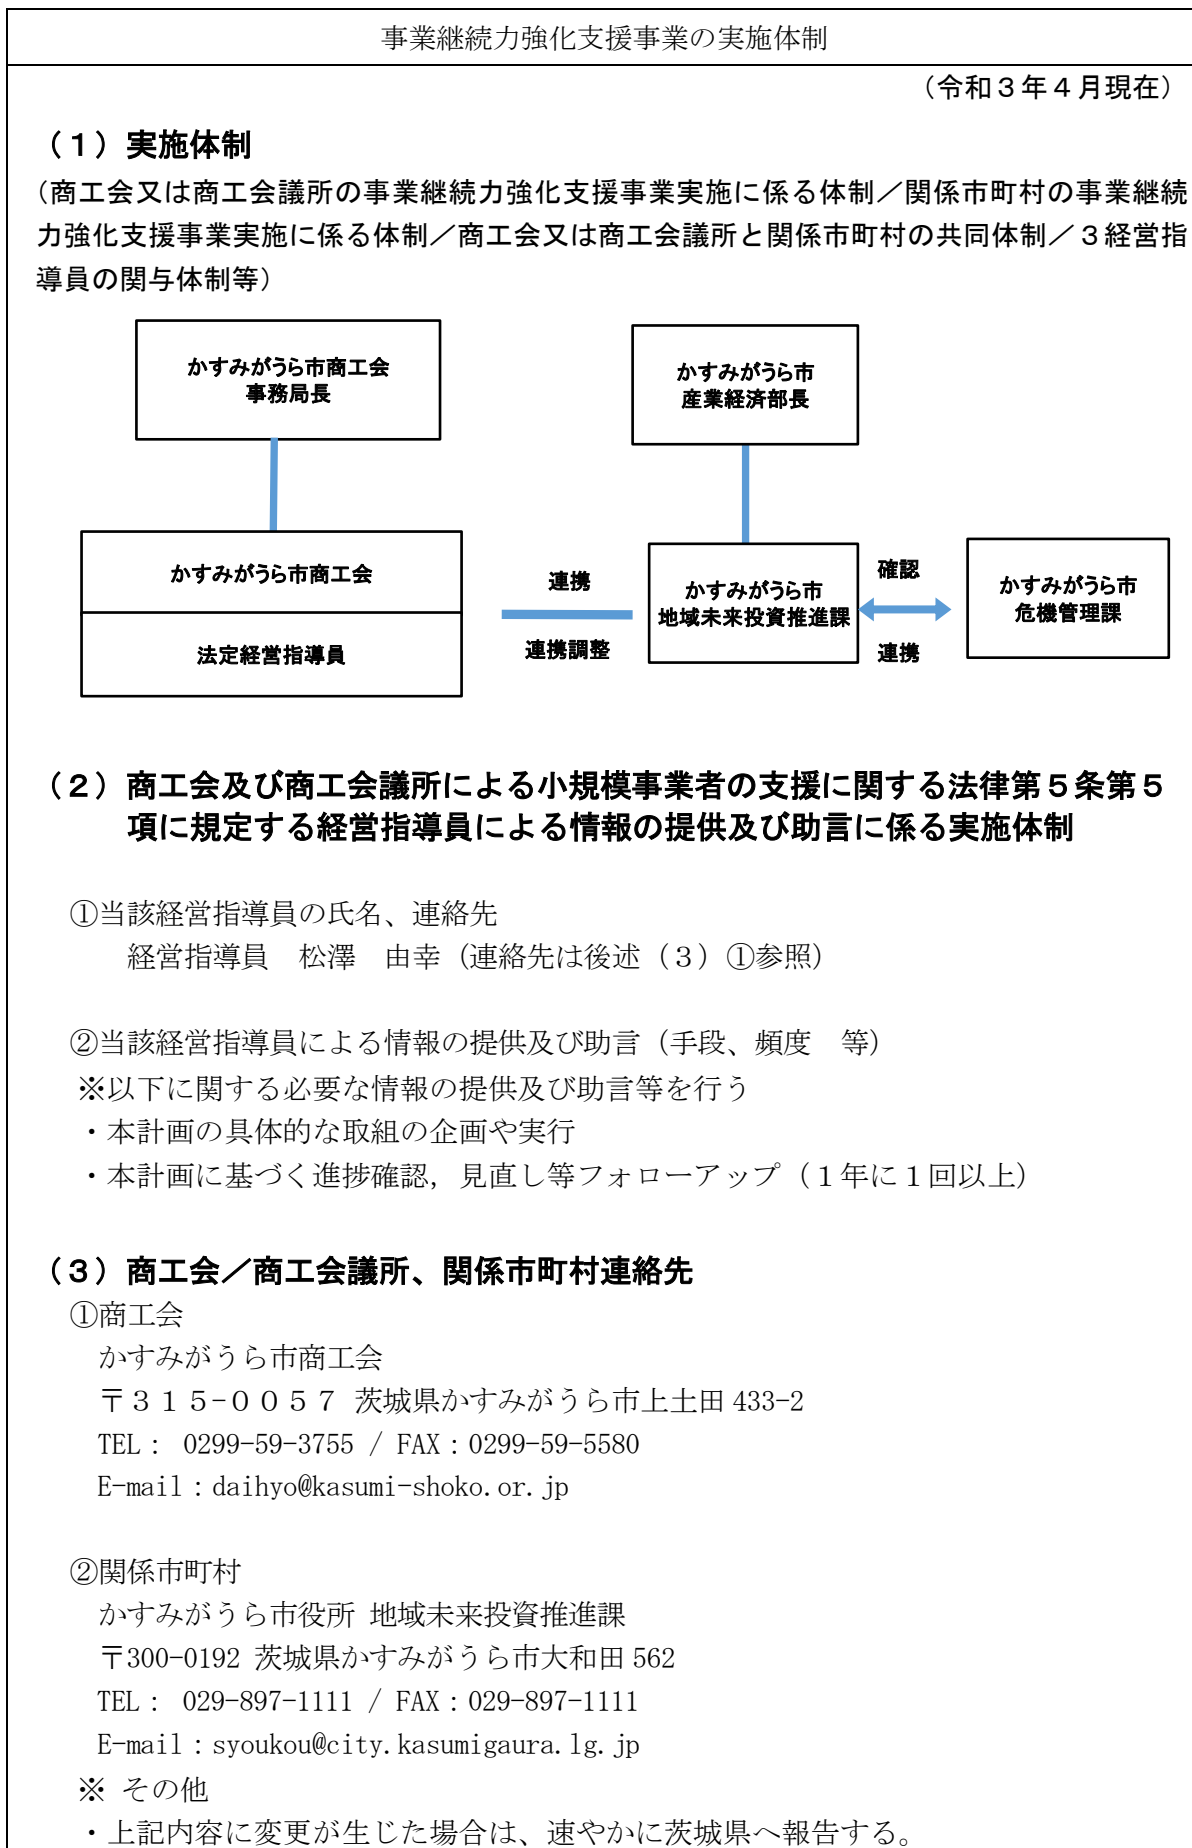 事業継続力強化支援事業の実施体制
（令和３年４月現在）
（１）実施体制
（商工会又は商工会議所の事業継続力強化支援事業実施に係る体制／関係市町村の事業継続
力強化支援事業実施に係る体制／商工会又は商工会議所と関係市町村の共同体制／３経営指
導員の関与体制等）
かすみがうら市商工会
事務局長
かすみがうら市
産業経済部長
かすみがうら市商工会
法定経営指導員
連携
連携調整
かすみがうら市
地域未来投資推進課
確認
連携
かすみがうら市
危機管理課
（２）商工会及び商工会議所による小規模事業者の支援に関する法律第５条第５
項に規定する経営指導員による情報の提供及び助言に係る実施体制
①当該経営指導員の氏名、連絡先
経営指導員　松澤　由幸（連絡先は後述（３）①参照）
②当該経営指導員による情報の提供及び助言（手段、頻度　等）
※以下に関する必要な情報の提供及び助言等を行う
・本計画の具体的な取組の企画や実行
・本計画に基づく進捗確認，見直し等フォローアップ（１年に１回以上）
（３）商工会／商工会議所、関係市町村連絡先
①商工会
かすみがうら市商工会
〒３１５-００５７ 茨城県かすみがうら市上土田 433-2
TEL： 0299-59-3755 / FAX：0299-59-5580
E-mail：daihyo@kasumi-shoko.or.jp
②関係市町村
かすみがうら市役所 地域未来投資推進課
〒300-0192 茨城県かすみがうら市大和田 562
TEL： 029-897-1111 / FAX：029-897-1111
E-mail：syoukou@city.kasumigaura.lg.jp
※ その他
・上記内容に変更が生じた場合は、速やかに茨城県へ報告する。